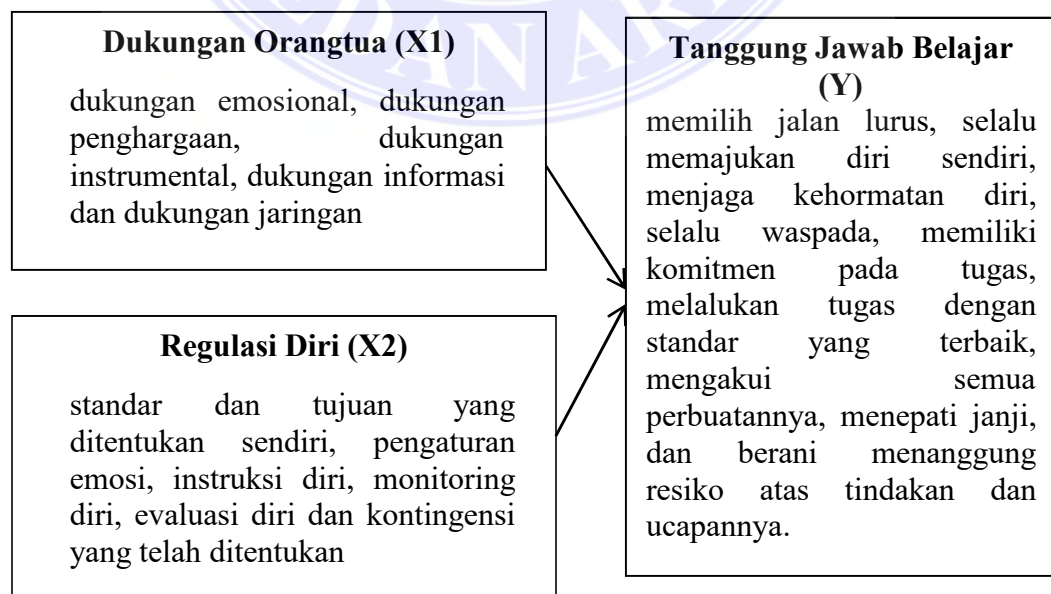 Dukungan Orangtua (X1)
dukungan emosional, dukungan
penghargaan, dukungan
instrumental, dukungan informasi
dan dukungan jaringan
Regulasi Diri (X2)
standar dan tujuan yang
ditentukan sendiri, pengaturan
emosi, instruksi diri, monitoring
diri, evaluasi diri dan kontingensi
yang telah ditentukan
Tanggung Jawab Belajar
(Y)
memilih jalan lurus, selalu
memajukan diri sendiri,
menjaga kehormatan diri,
selalu waspada, memiliki
komitmen pada tugas,
melalukan tugas dengan
standar yang terbaik,
mengakui semua
perbuatannya, menepati janji,
dan berani menanggung
resiko atas tindakan dan
ucapannya.